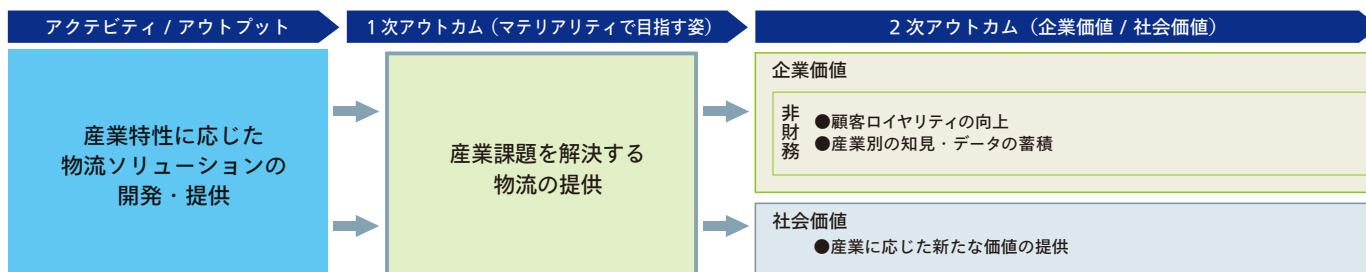 アクテビティ / アウトプット
1次アウトカム（マテリアリティで目指す姿）
2次アウトカム（企業価値 / 社会価値）
産業特性に応じた
物流ソリューションの
開発・提供
産業課題を解決する
物流の提供
企業価値
非財務
●顧客ロイヤリティの向上
●産業別の知見・データの蓄積
社会価値
●産業に応じた新たな価値の提供